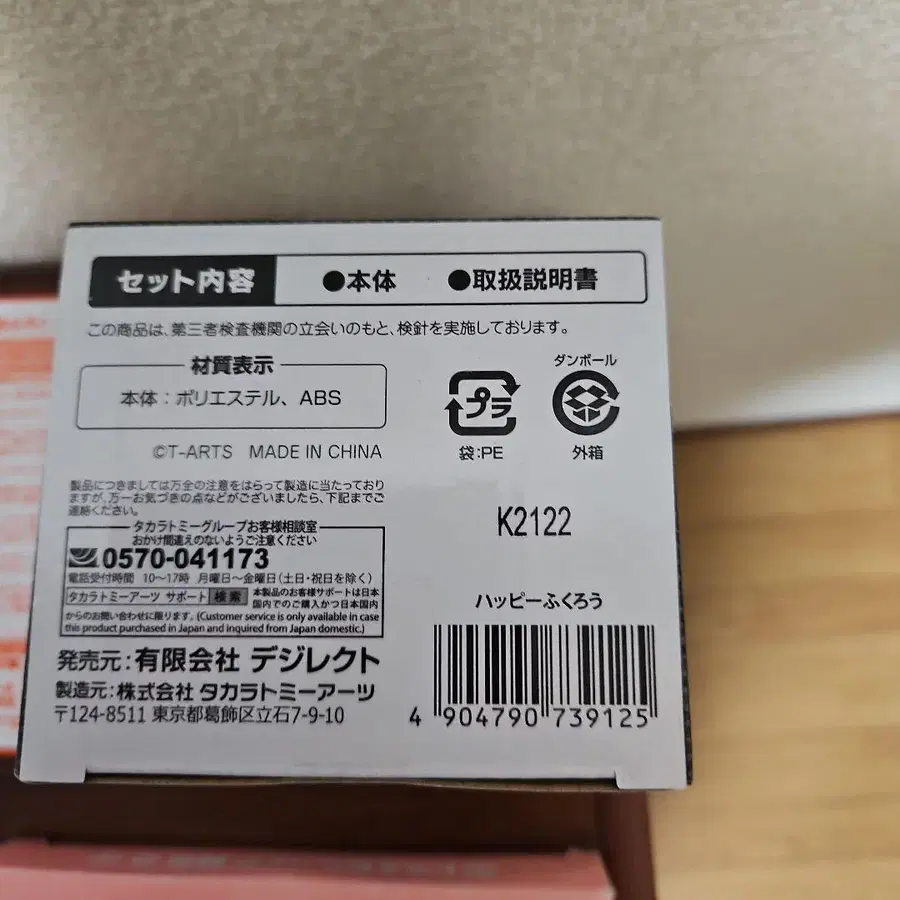 セット内容 ●本体 ●取扱説明書
この商品は、第三者検査機関の立会いのもと、検針を実施しております。
材質表示
本体：ポリエステル、ABS
©T-ARTS MADE IN CHINA
プラ
袋:PE
ダンボール
外箱
製品につきましては万全の注意をはらって製造に当たっており
ますが、万一お気づきの点などがございましたら、下記までご
連絡ください。
タカラトミーグループお客様相談室
おかけ間違えのないようご注意ください
0570-041173
電話受付時間 10〜17時 月曜日〜金曜日(土・日・祝日を除く)
タカラトミーアーツ サポート 検索 本製品のお客様サポートは日本
国内でのご購入かつ日本国内
からのお問い合わせに限ります。(Customer service is only available in case
this product purchased in Japan and inquired from Japan domestic.)
発売元：有限会社 デジレクト
製造元：株式会社 タカラトミーアーツ
〒124-8511 東京都葛飾区立石7-9-10
K2122
ハッピーふくろう
4 904790 739125